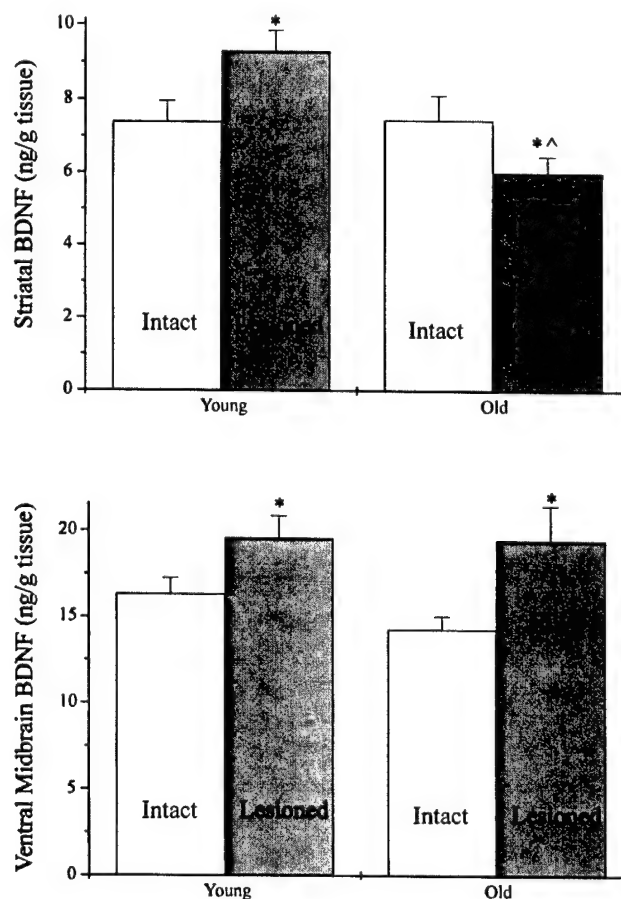 Striatal BDNF (ng/g tissue)
10
8
6
4
2
0
*
*^
Intact
Intact
Young
Old
Ventral Midbrain BDNF (ng/g tissue)
20
15
10
5
0
*
*
Intact
Lesioned
Intact
Lesioned
Young
Old